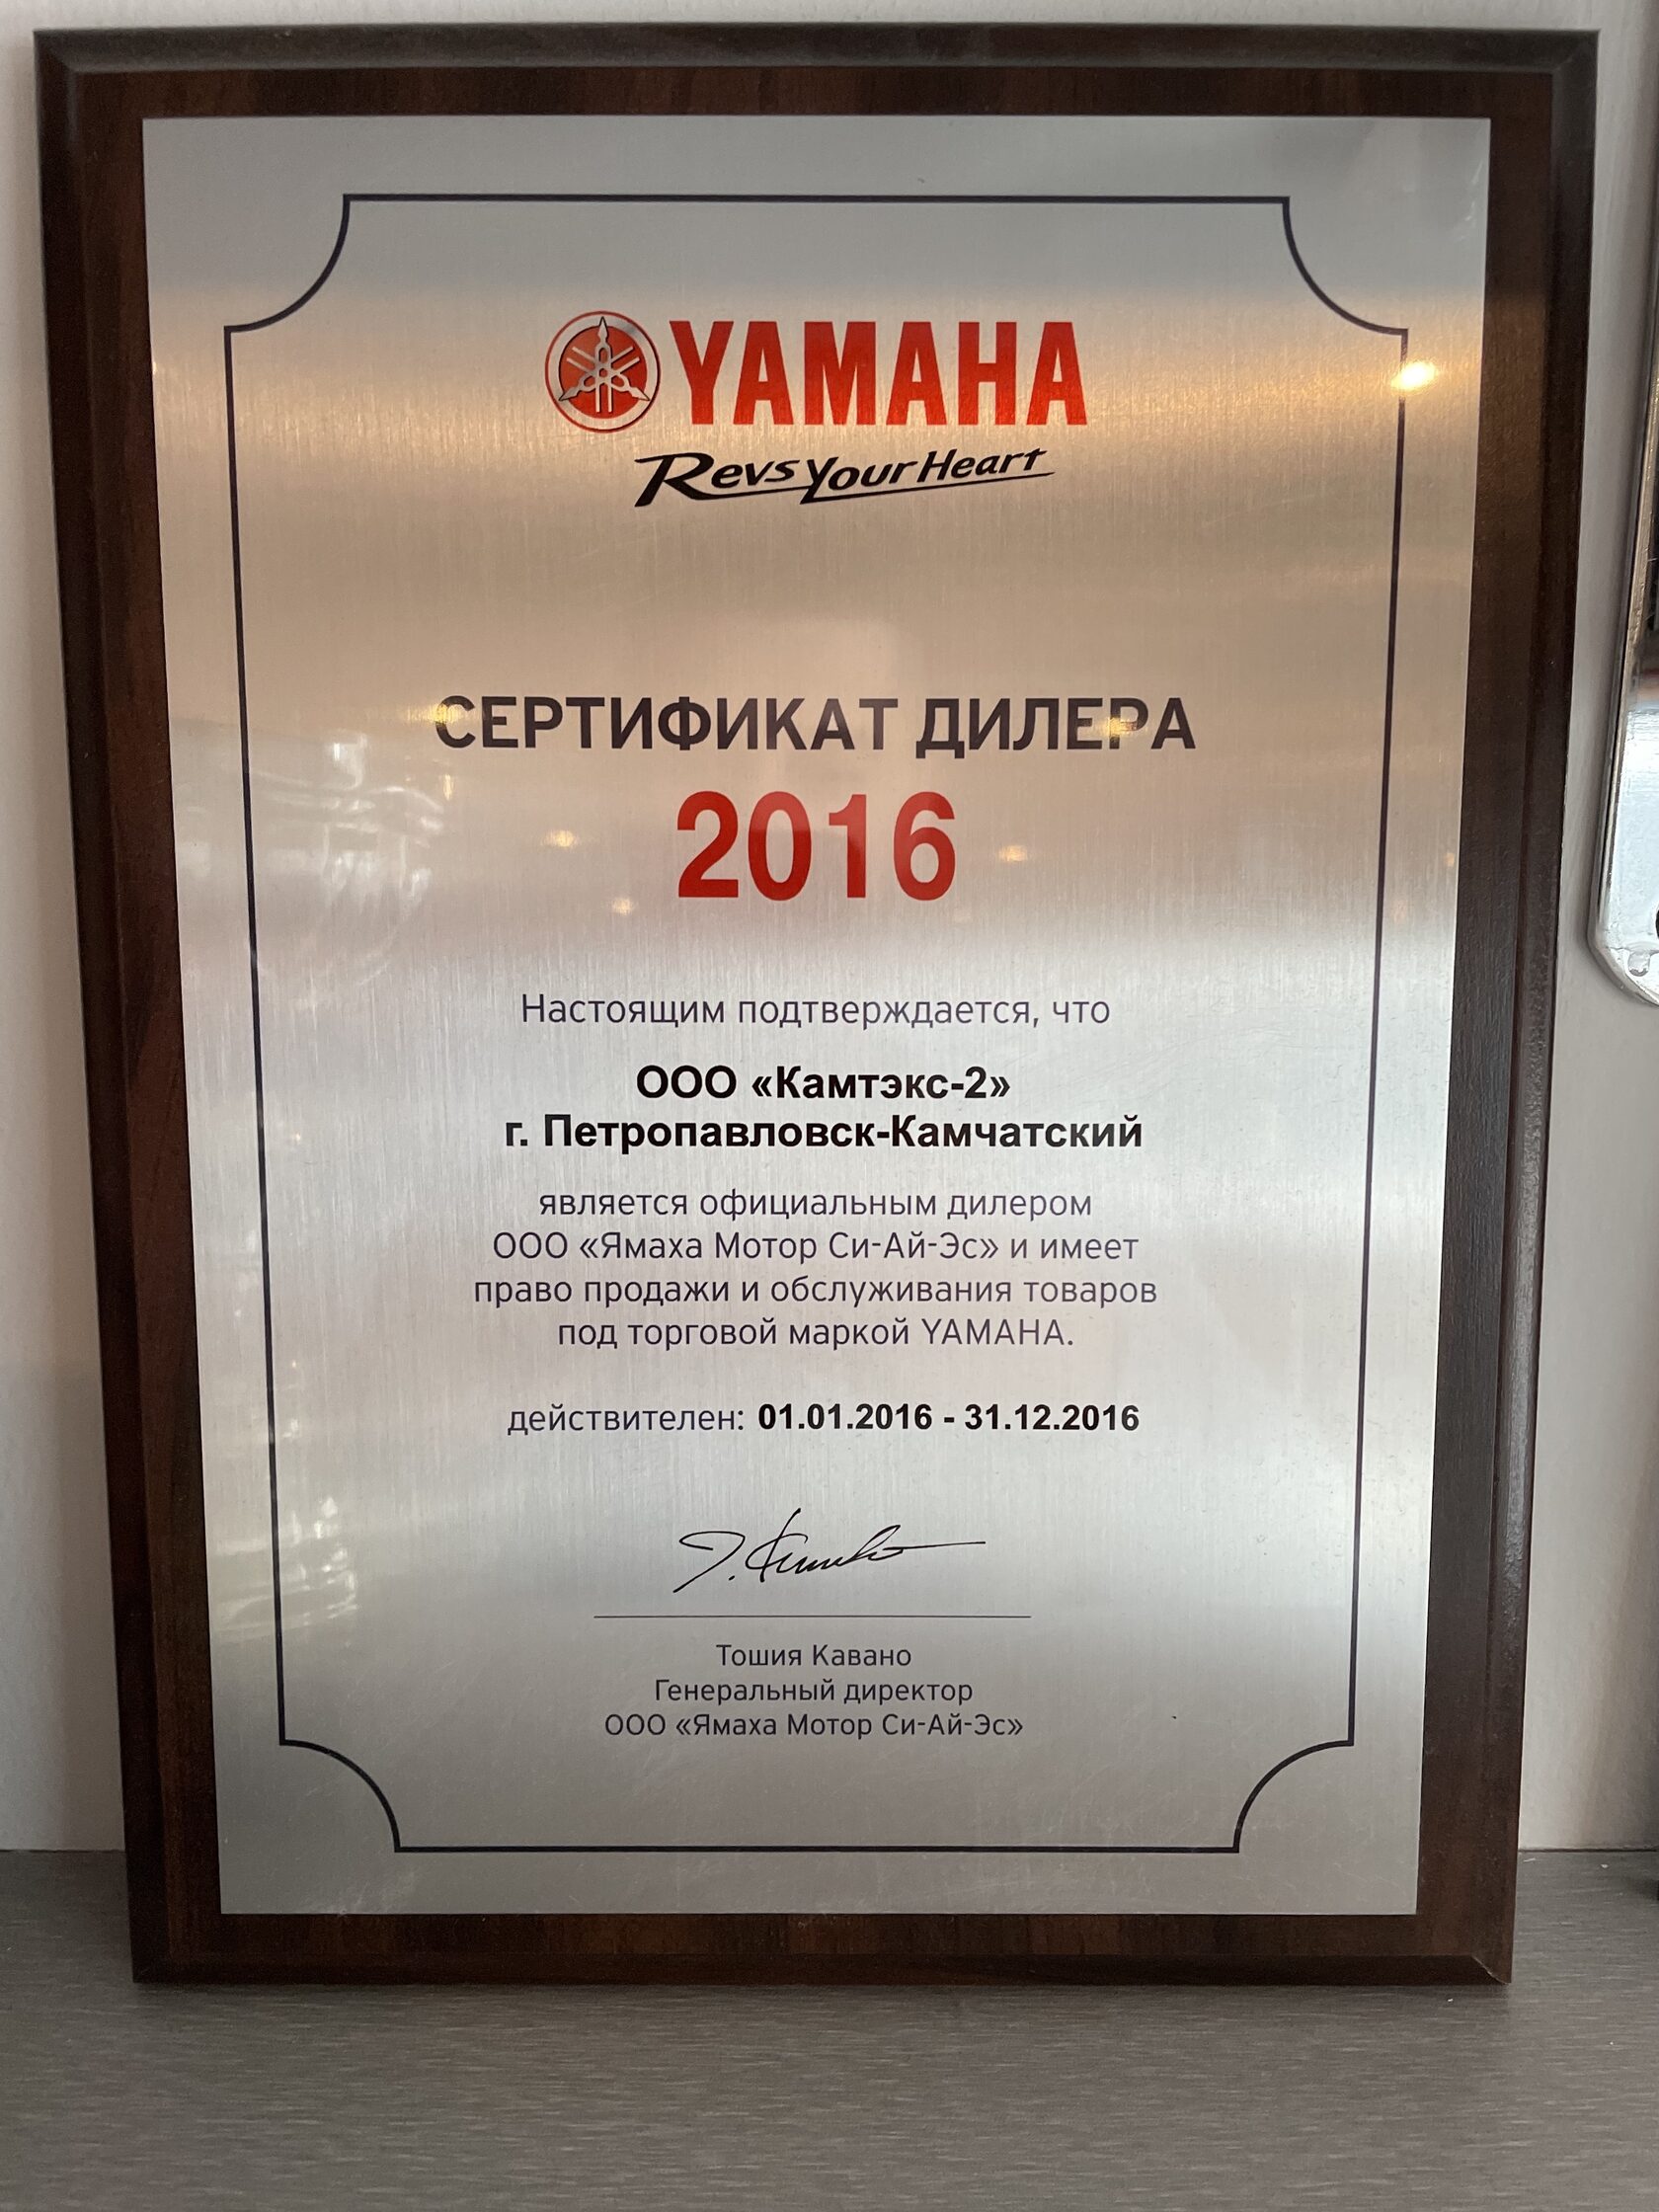 YAMAHA
Revs Your Heart
СЕРТИФИКАТ ДИЛЕРА
2016
Настоящим подтверждается, что
ООО «Камтэкс-2»
г. Петропавловск-Камчатский
является официальным дилером
ООО «Ямаха Мотор Си-Ай-Эс» и имеет
право продажи и обслуживания товаров
под торговой маркой YAMAHA.
действителен: 01.01.2016 - 31.12.2016
Тошия Кавано
Генеральный директор
ООО «Ямаха Мотор Си-Ай-Эс»